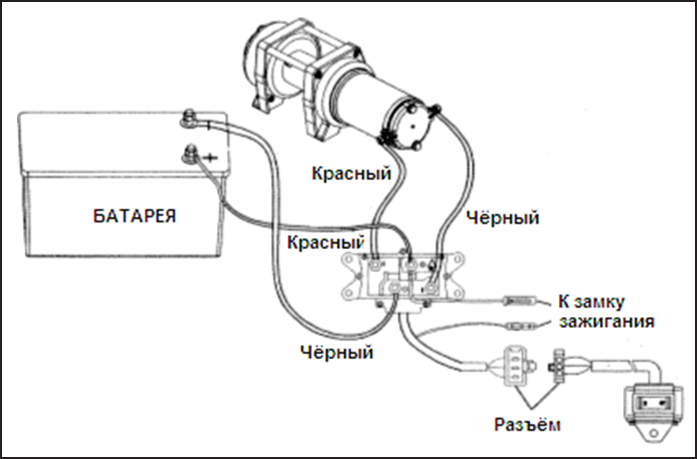 Красный
Чёрный
БАТАРЕЯ
+
Красный
К замку
зажигания
Чёрный
Разъём